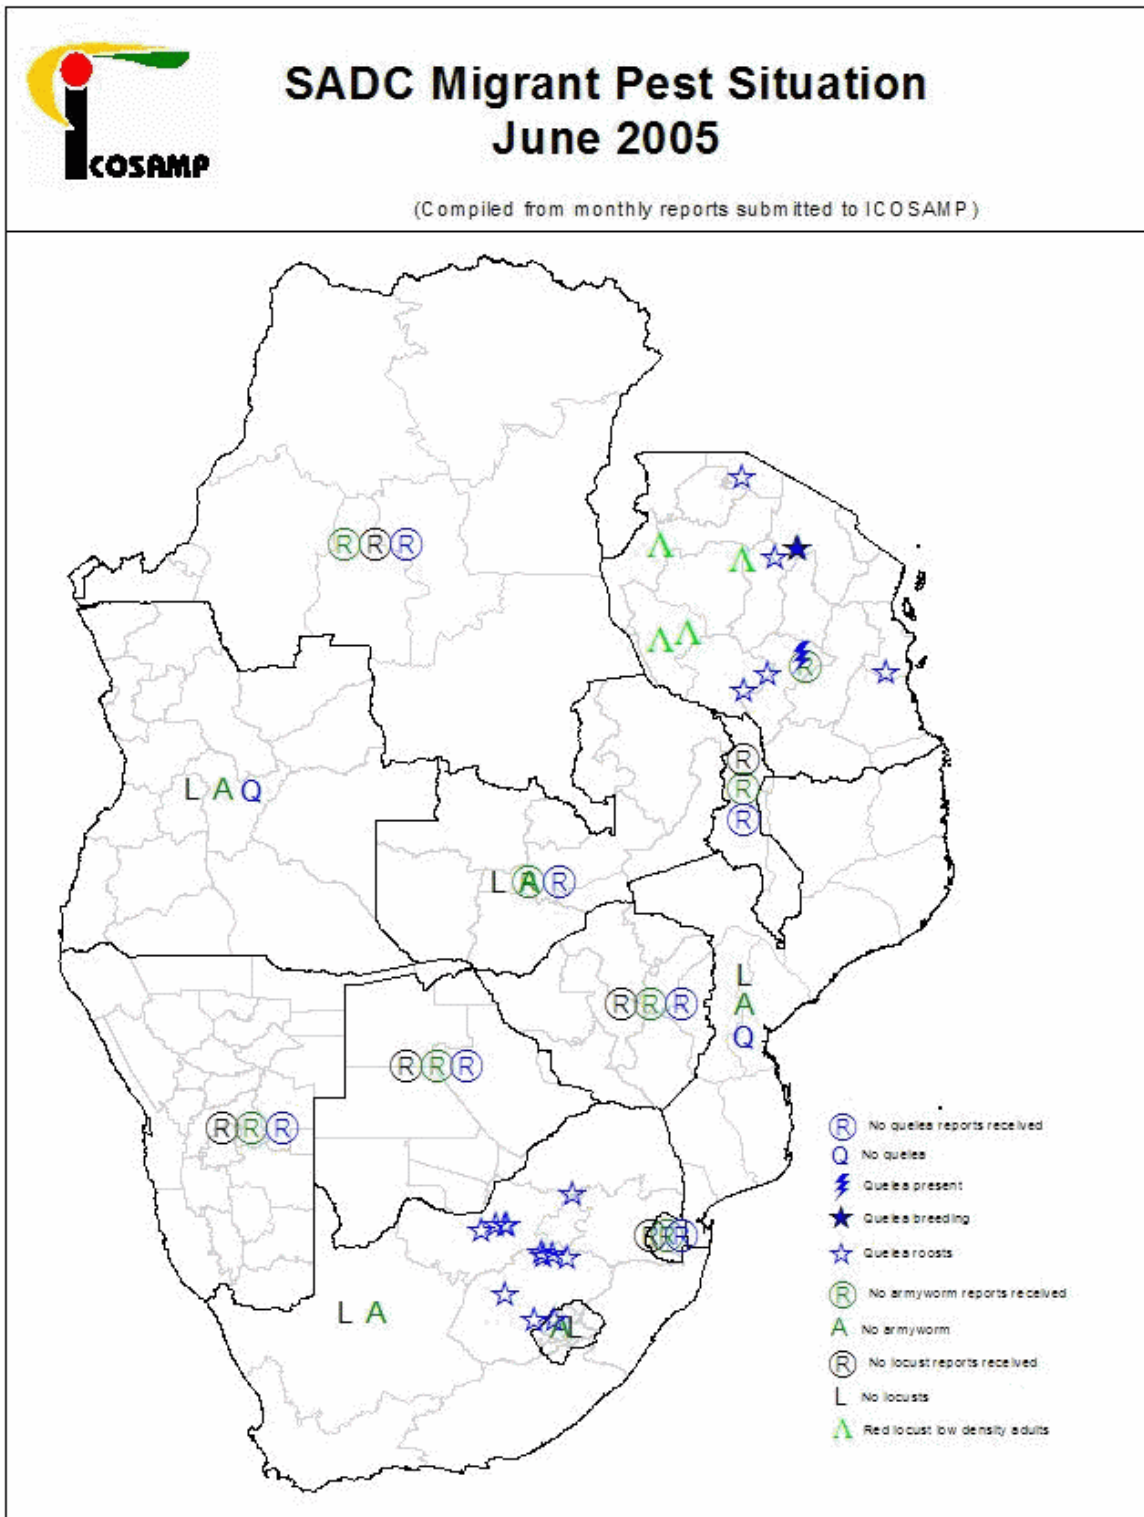 iCOSAMP
SADC Migrant Pest Situation
June 2005
(Compiled from monthly reports submitted to ICOSAMP)
R R R
R
R
R
R
L A Q
L A R R
L
A
Q
R R R
R R R
R R R
R R R
L A
A L
R No quelea reports received
Q No quelea
Quelea present
Quelea breeding
Quelea roosts
R No armyworm reports received
A No armyworm
R No locust reports received
L No locusts
Λ Red locust low density adults